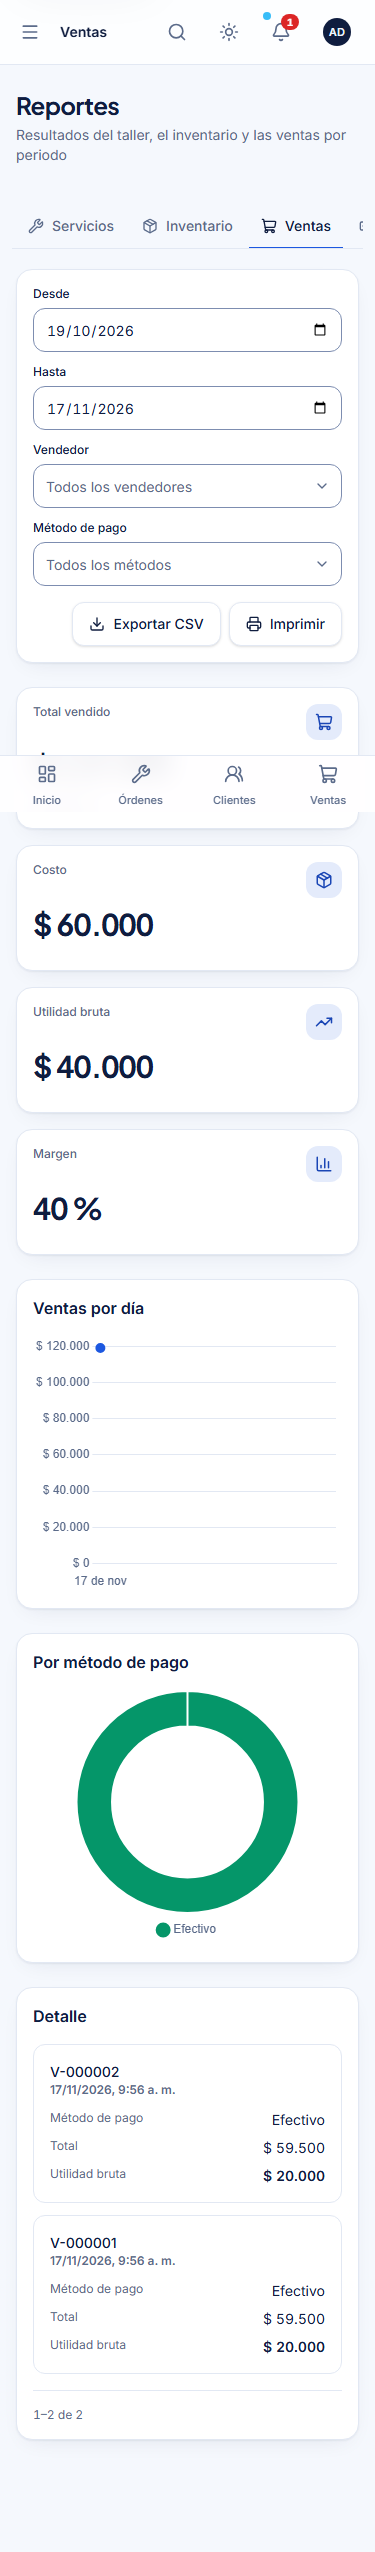 Ventas
1
AD
Reportes
Resultados del taller, el inventario y las ventas por
periodo
Servicios
Inventario
Ventas
Desde
19/10/2026
Hasta
17/11/2026
Vendedor
Todos los vendedores
Método de pago
Todos los métodos
Exportar CSV
Imprimir
Total vendido
Inicio
Órdenes
Clientes
Ventas
Costo
$ 60.000
Utilidad bruta
$ 40.000
Margen
40 %
Ventas por día
$ 120.000
$ 100.000
$ 80.000
$ 60.000
$ 40.000
$ 20.000
$ 0
17 de nov
Por método de pago
Efectivo
Detalle
V-000002
17/11/2026, 9:56 a. m.
Método de pago Efectivo
Total $ 59.500
Utilidad bruta $ 20.000
V-000001
17/11/2026, 9:56 a. m.
Método de pago Efectivo
Total $ 59.500
Utilidad bruta $ 20.000
1–2 de 2